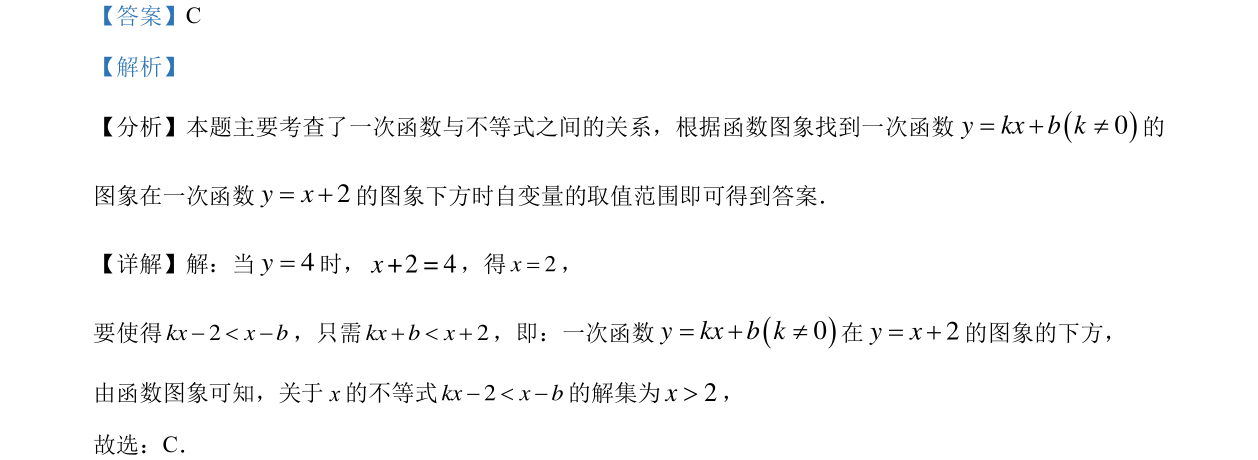 【答案】C
【解析】
【分析】本题主要考查了一次函数与不等式之间的关系，根据函数图象找到一次函数 y = kx + b(k ≠ 0) 的
图象在一次函数 y = x + 2 的图象下方时自变量的取值范围即可得到答案．
【详解】解：当 y = 4 时， x + 2 = 4 ，得 x = 2 ，
要使得 kx − 2 < x − b ，只需 kx + b < x + 2 ，即：一次函数 y = kx + b(k ≠ 0) 在 y = x + 2 的图象的下方，
由函数图象可知，关于 x 的不等式 kx − 2 < x − b 的解集为 x > 2 ，
故选：C．